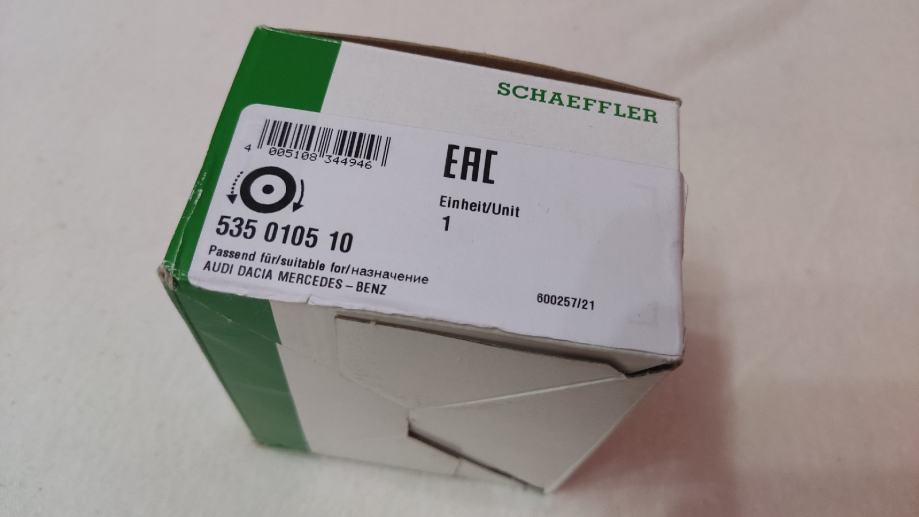 SCHAEFFLER
4 005108 344946
EAC
Einheit/Unit
1
535 0105 10
Passend für/suitable for/назначение
AUDI DACIA MERCEDES – BENZ
600257/21